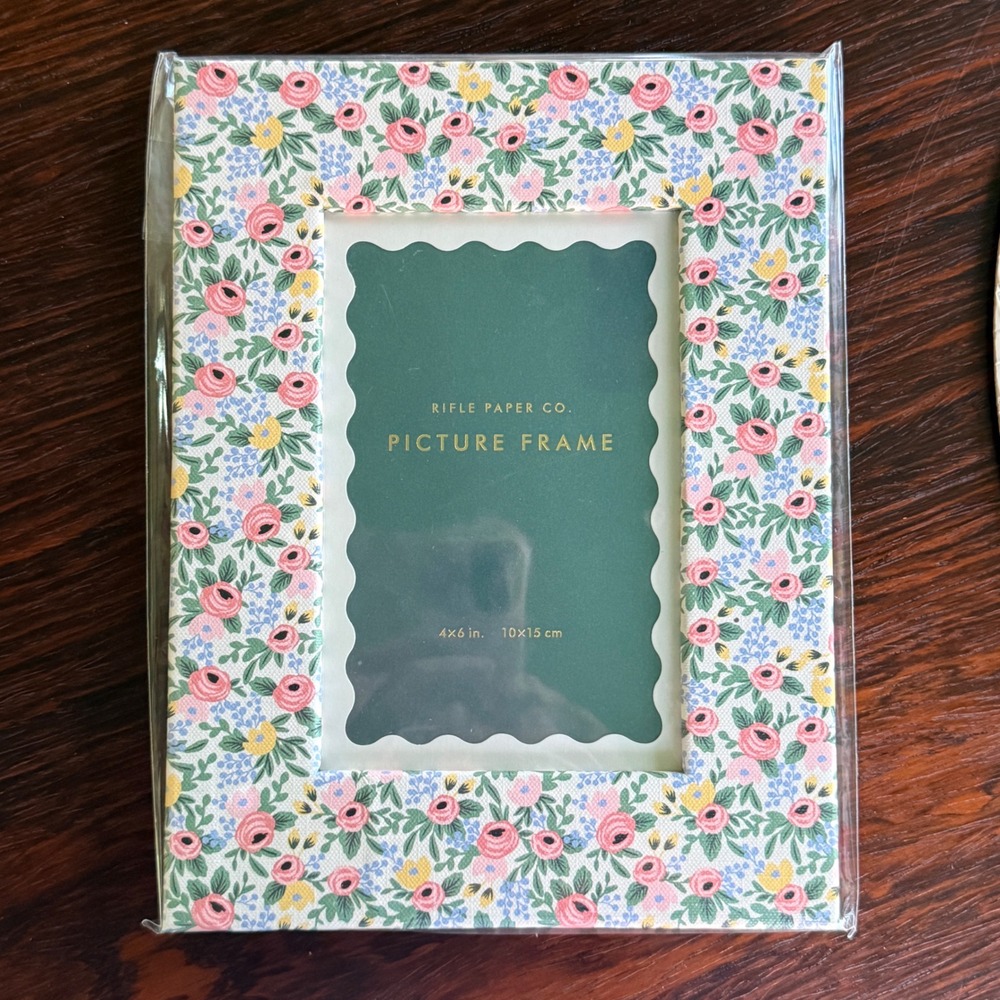 RIFLE PAPER CO.
PICTURE FRAME
4×6 in. 10×15 cm